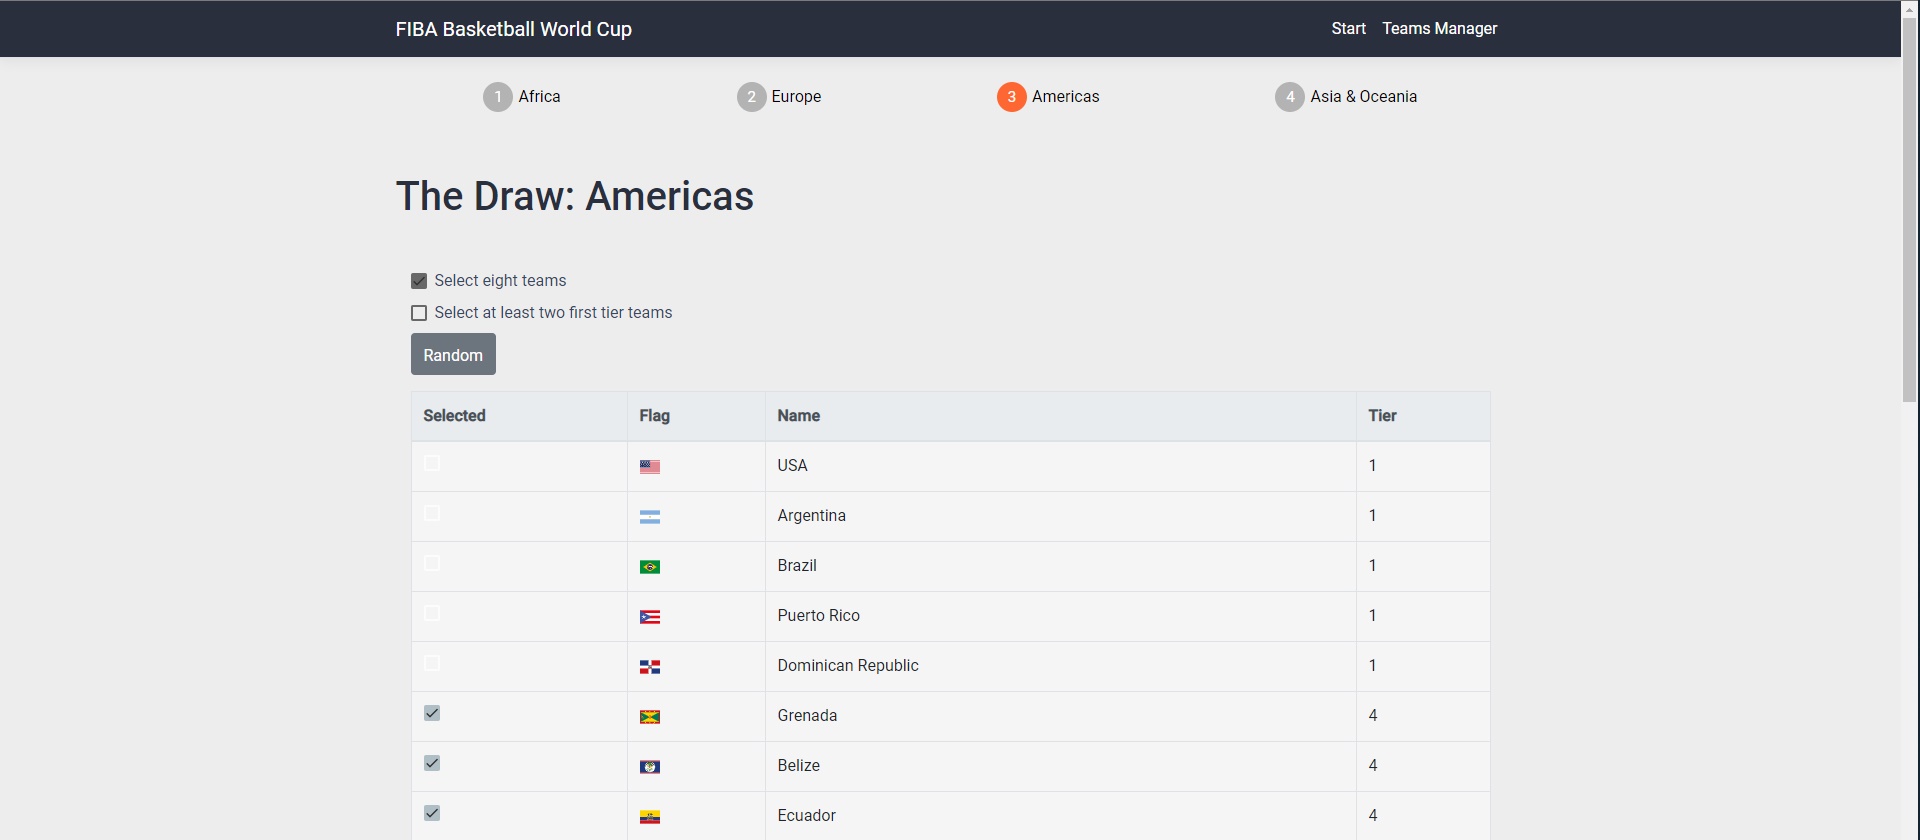 FIBA Basketball World Cup Start Teams Manager
1 Africa 2 Europe 3 Americas 4 Asia & Oceania
The Draw: Americas
Select eight teams
Select at least two first tier teams
Random
Selected Flag Name Tier
USA 1
Argentina 1
Brazil 1
Puerto Rico 1
Dominican Republic 1
Grenada 4
Belize 4
Ecuador 4